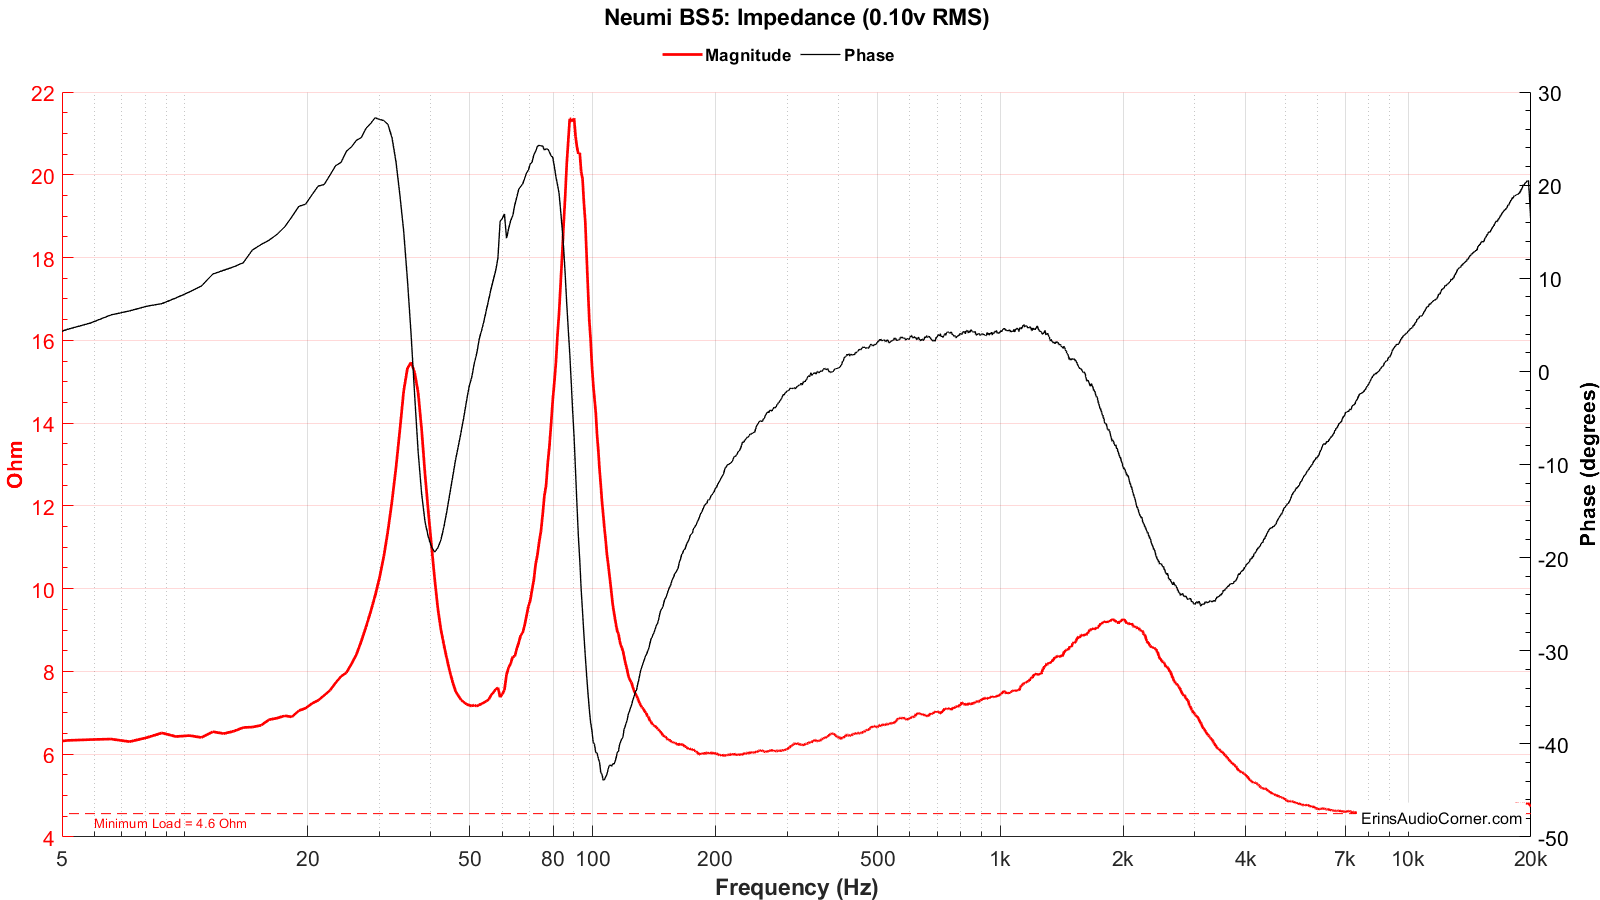 Neumi BS5: Impedance (0.10v RMS)
Magnitude Phase
22
20
18
16
14
12
10
8
6
4
Ohm
30
20
10
0
-10
-20
-30
-40
-50
Phase (degrees)
Minimum Load = 4.6 Ohm
ErinsAudioCorner.com
5 20 50 80 100 200 500 1k 2k 4k 7k 10k 20k
Frequency (Hz)